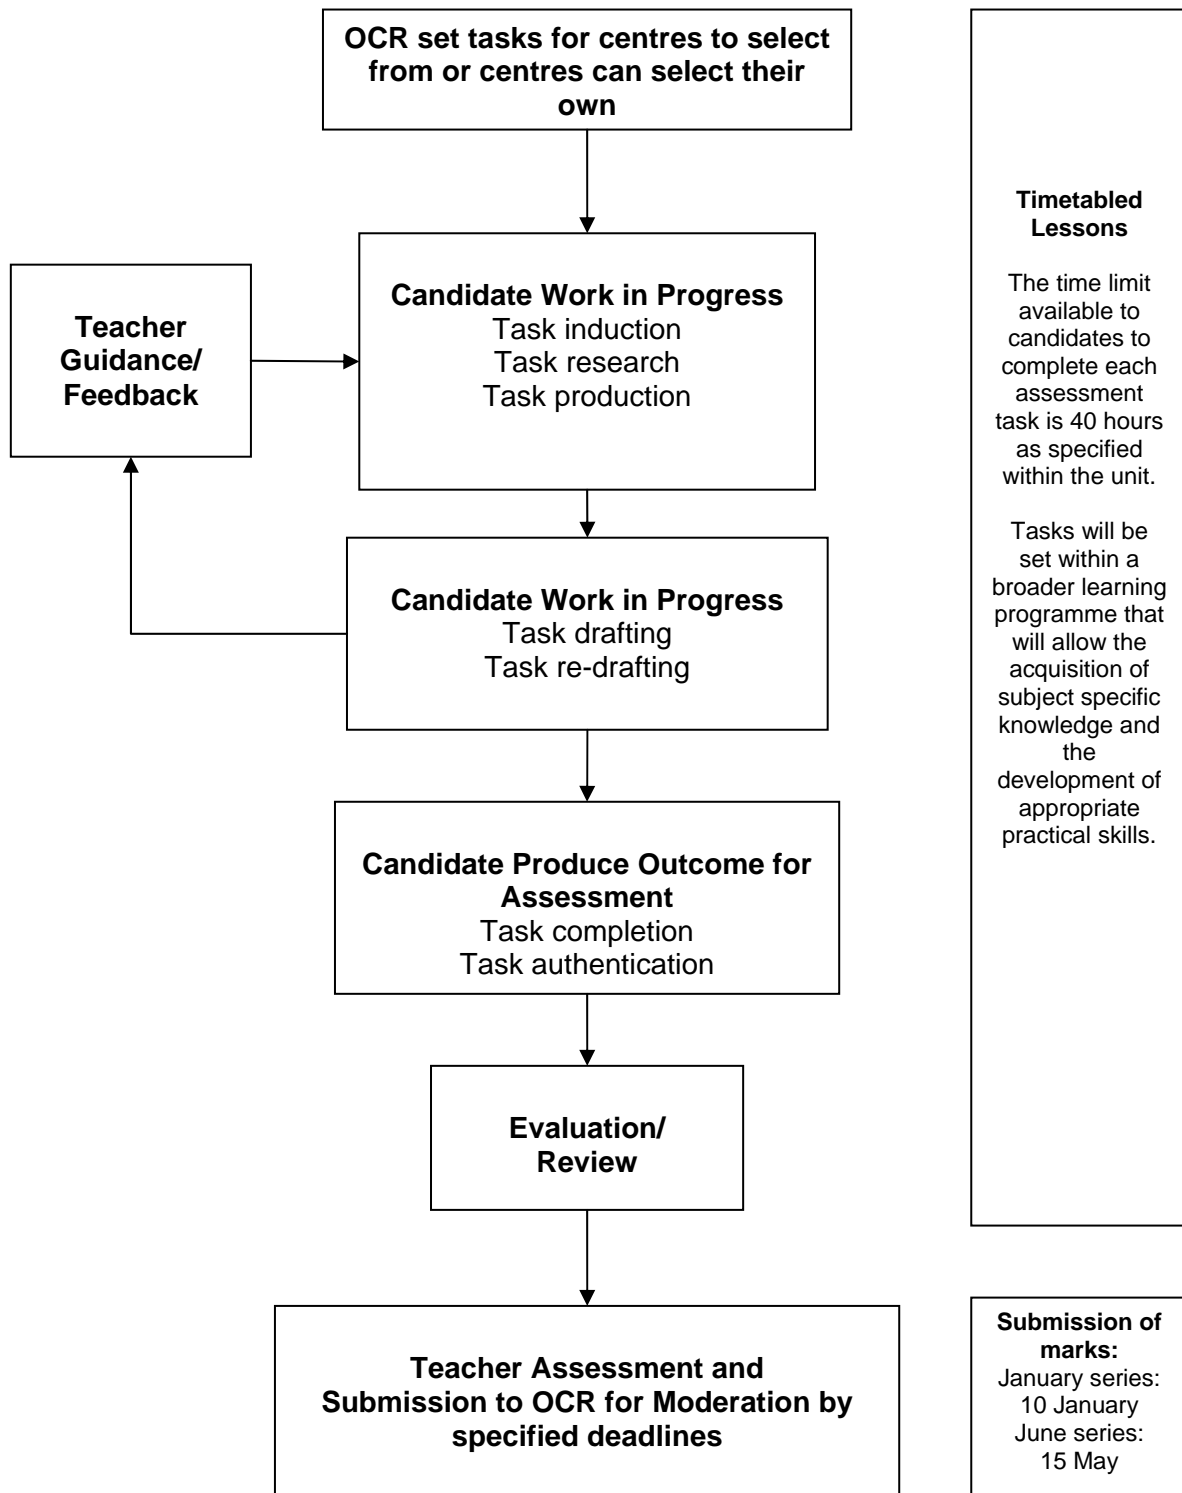 OCR set tasks for centres to select
from or centres can select their
own
Teacher
Guidance/
Feedback
Candidate Work in Progress
Task induction
Task research
Task production
Candidate Work in Progress
Task drafting
Task re-drafting
Candidate Produce Outcome for
Assessment
Task completion
Task authentication
Evaluation/
Review
Teacher Assessment and
Submission to OCR for Moderation by
specified deadlines
Timetabled
Lessons
The time limit
available to
candidates to
complete each
assessment
task is 40 hours
as specified
within the unit.
Tasks will be
set within a
broader learning
programme that
will allow the
acquisition of
subject specific
knowledge and
the
development of
appropriate
practical skills.
Submission of
marks:
January series:
10 January
June series:
15 May